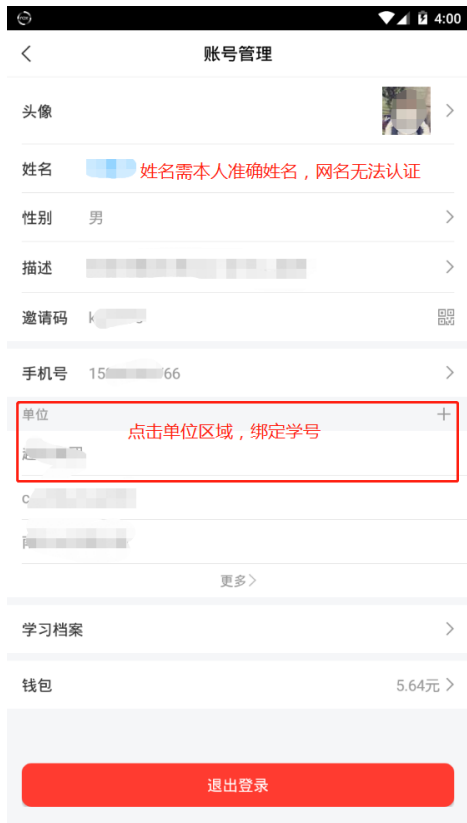 4:00
账号管理
头像
姓名 姓名需本人准确姓名，网名无法认证
性别 男
描述
邀请码 k
手机号 15 66
单位
点击单位区域，绑定学号
c
更多
学习档案
钱包 5.64元
退出登录